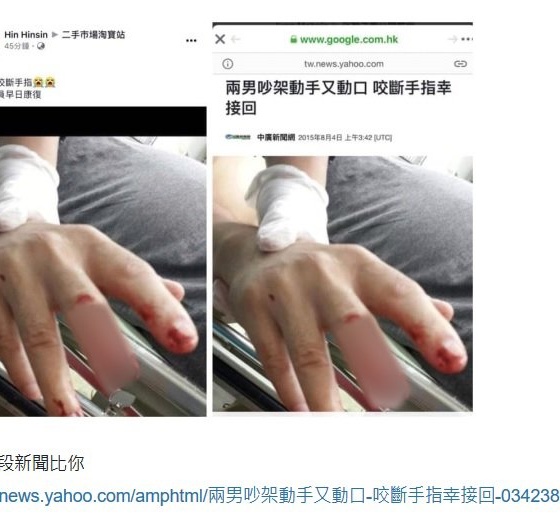 Hin Hinsin ▶ 二手市場淘寶站
45分鐘 ·
咬斷手指😭😭
員早日康復
www.google.com.hk
tw.news.yahoo.com
兩男吵架動手又動口 咬斷手指幸
接回
中廣新聞網 2015年8月4日 上午3:42 [UTC]
段新聞比你
news.yahoo.com/amphtml/兩男吵架動手又動口-咬斷手指幸接回-034238